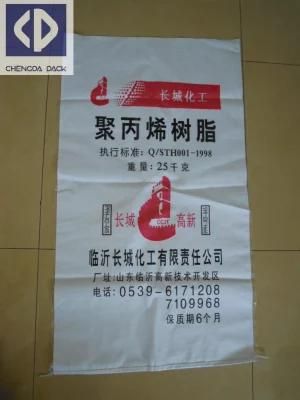 CHENGDA PACK
长城化工
聚丙烯树脂
执行标准：Q/STH001-1998
重量：25千克
长城 高新
临沂长城化工有限责任公司
厂址：山东临沂高新技术开发区
电话：0539-6171208
7109968
保质期6个月